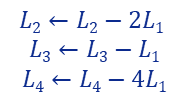 L₂ ← L₂ − 2L₁
L₃ ← L₃ − L₁
L₄ ← L₄ − 4L₁